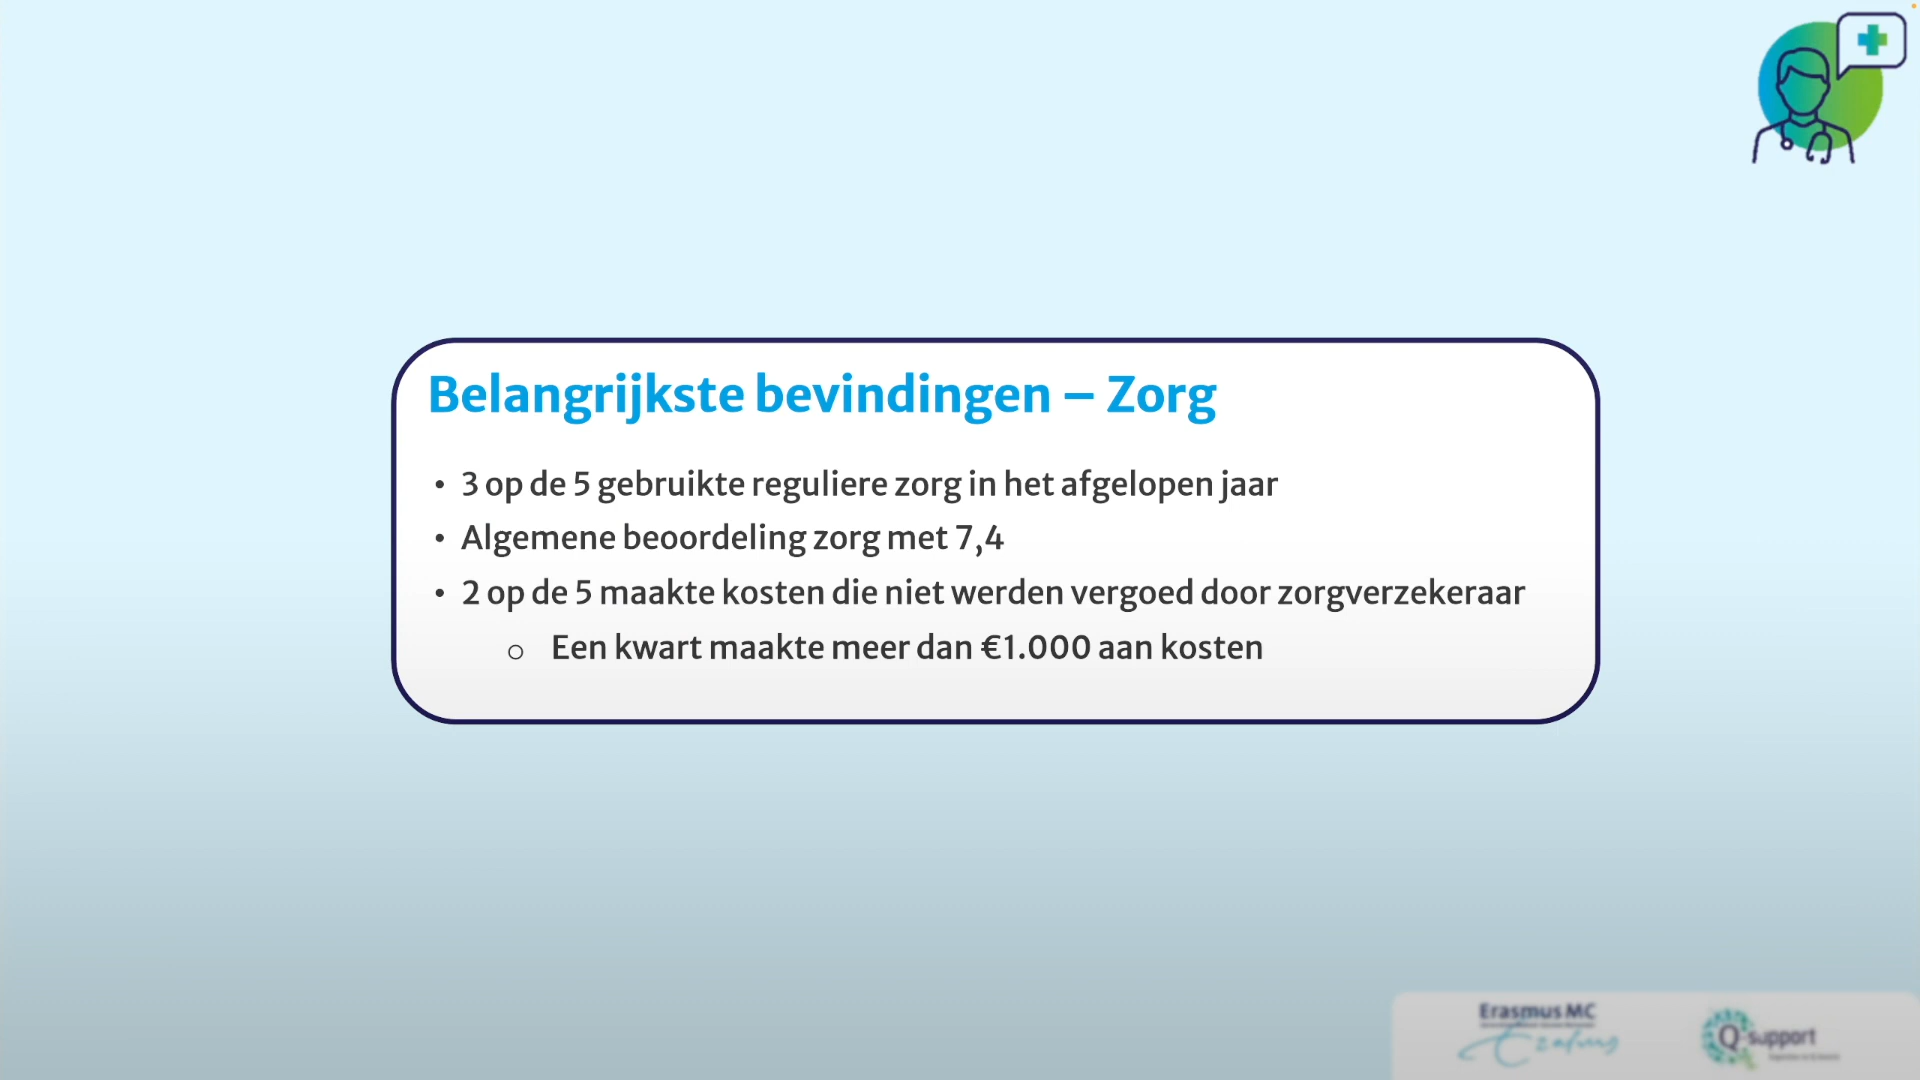 Belangrijkste bevindingen – Zorg
• 3 op de 5 gebruikte reguliere zorg in het afgelopen jaar
• Algemene beoordeling zorg met 7,4
• 2 op de 5 maakte kosten die niet werden vergoed door zorgverzekeraar
o Een kwart maakte meer dan €1.000 aan kosten
Erasmus MC
Erasmus
Q-support